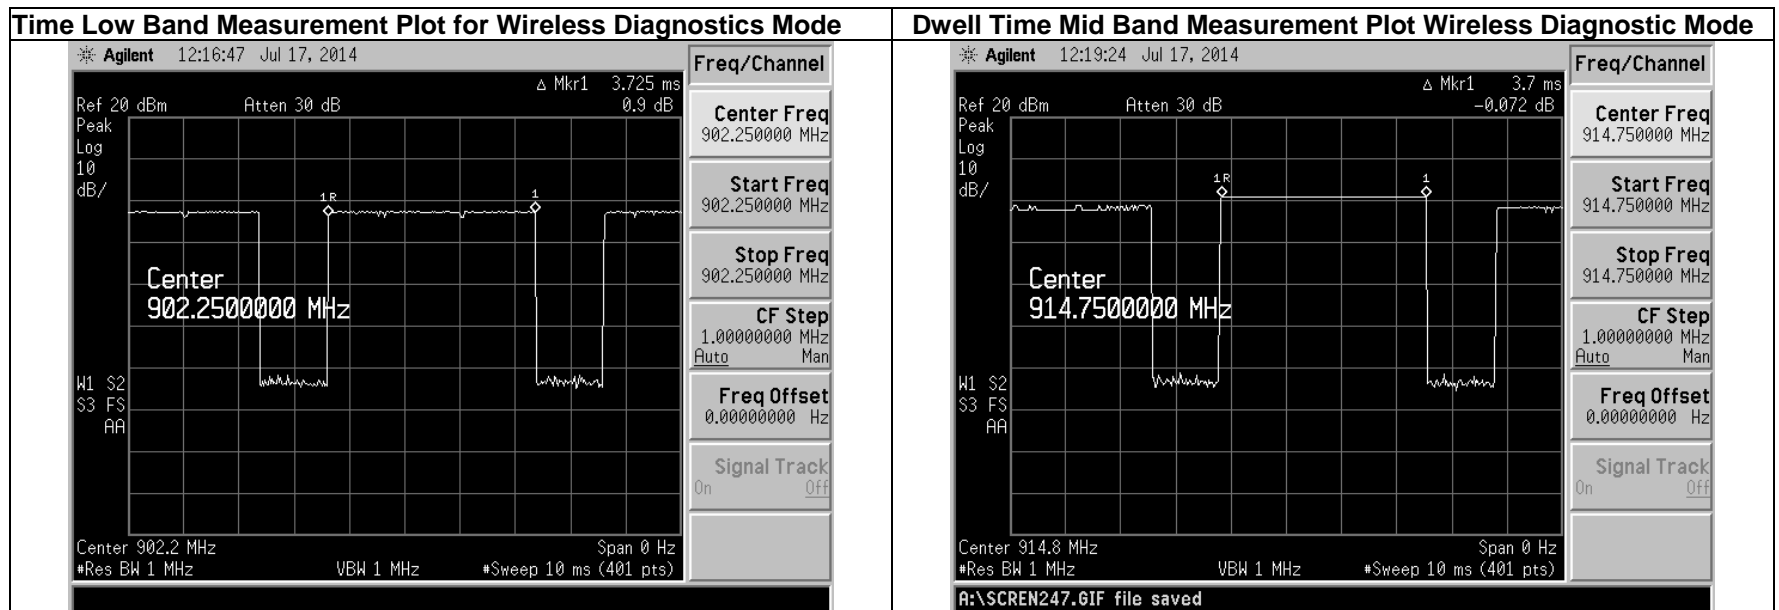 Time Low Band Measurement Plot for Wireless Diagnostics Mode
Agilent 12:16:47 Jul 17, 2014
Freq/Channel
Δ Mkr1 3.725 ms
Ref 20 dBm Atten 30 dB 0.9 dB
Peak
Log
10
dB/
1R
1
Center
902.2500000 MHz
W1 S2
S3 FS
AA
Center 902.2 MHz Span 0 Hz
#Res BW 1 MHz VBW 1 MHz #Sweep 10 ms (401 pts)
Center Freq
902.250000 MHz
Start Freq
902.250000 MHz
Stop Freq
902.250000 MHz
CF Step
1.00000000 MHz
Auto Man
Freq Offset
0.00000000 Hz
Signal Track
On Off
Dwell Time Mid Band Measurement Plot Wireless Diagnostic Mode
Agilent 12:19:24 Jul 17, 2014
Freq/Channel
Δ Mkr1 3.7 ms
Ref 20 dBm Atten 30 dB -0.072 dB
Peak
Log
10
dB/
1R
1
Center
914.7500000 MHz
W1 S2
S3 FS
AA
Center 914.8 MHz Span 0 Hz
#Res BW 1 MHz VBW 1 MHz #Sweep 10 ms (401 pts)
A:\SCREN247.GIF file saved
Center Freq
914.750000 MHz
Start Freq
914.750000 MHz
Stop Freq
914.750000 MHz
CF Step
1.00000000 MHz
Auto Man
Freq Offset
0.00000000 Hz
Signal Track
On Off